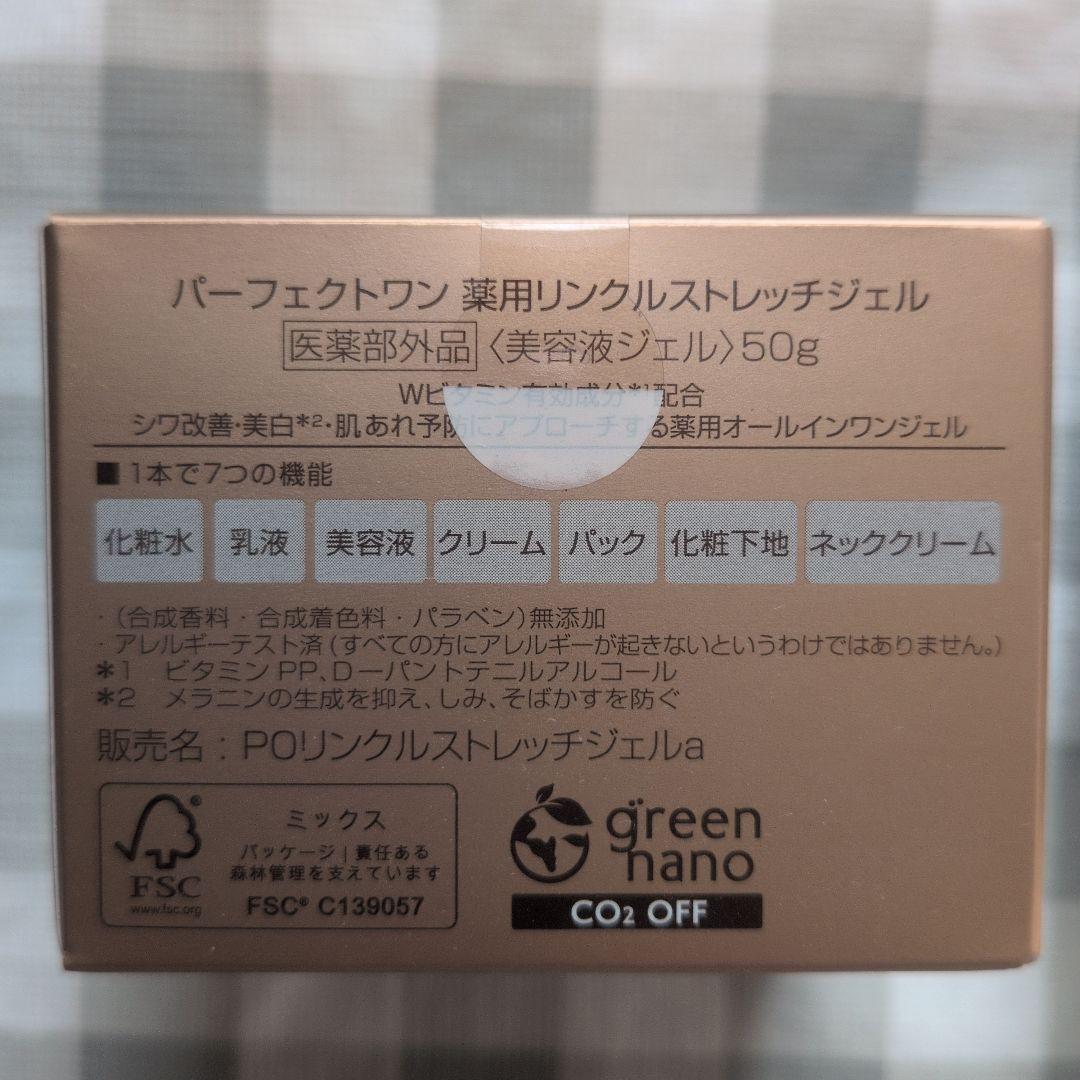 パーフェクトワン 薬用リンクルストレッチジェル
医薬部外品 〈美容液ジェル〉50g
Wビタミン有効成分*1配合
シワ改善・美白*2・肌あれ予防にアプローチする薬用オールインワンジェル
■ 1本で7つの機能
化粧水 乳液 美容液 クリーム パック 化粧下地 ネッククリーム
・(合成香料・合成着色料・パラベン)無添加
・アレルギーテスト済(すべての方にアレルギーが起きないというわけではありません。)
*1 ビタミンPP、D−パントテニルアルコール
*2 メラニンの生成を抑え、しみ、そばかすを防ぐ
販売名：POリンクルストレッチジェルa
FSC
www.fsc.org
ミックス
パッケージ | 責任ある
森林管理を支えています
FSC® C139057
green
nano
CO2 OFF